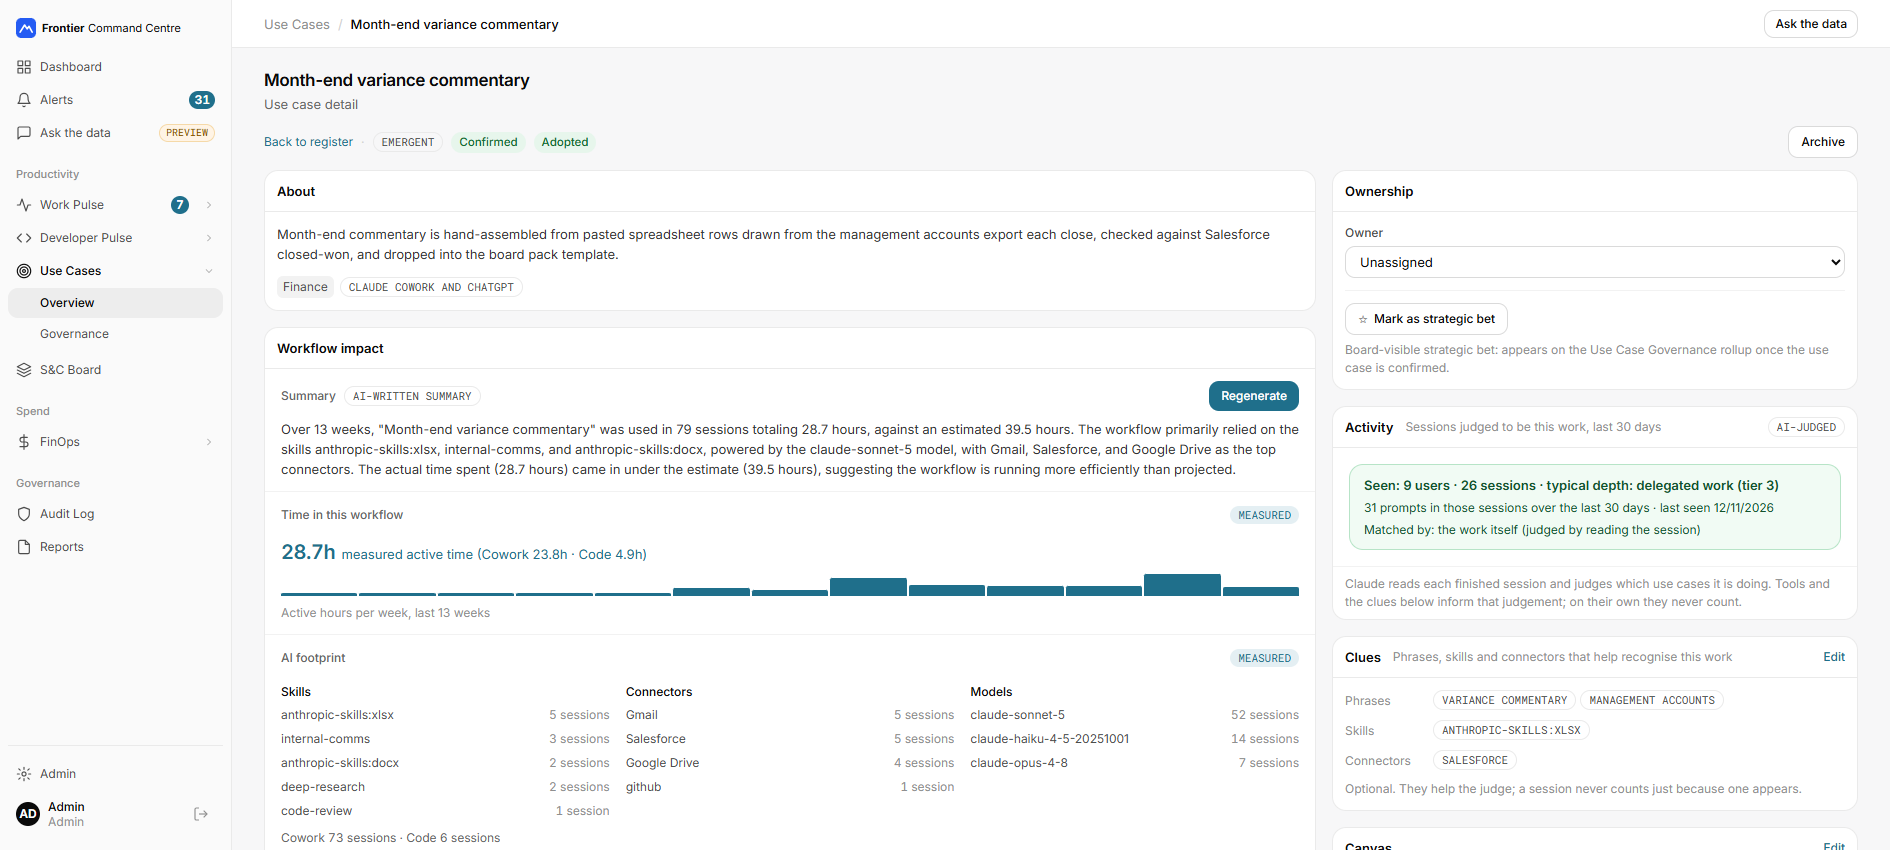 Frontier Command Centre
Dashboard
Alerts
31
Ask the data
PREVIEW
Productivity
Work Pulse
7
Developer Pulse
Use Cases
Overview
Governance
S&C Board
Spend
FinOps
Governance
Audit Log
Reports
Admin
AD
Admin
Admin
Use Cases / Month-end variance commentary
Ask the data
Month-end variance commentary
Use case detail
Back to register · EMERGENT Confirmed Adopted
Archive
About
Month-end commentary is hand-assembled from pasted spreadsheet rows drawn from the management accounts export each close, checked against Salesforce
closed-won, and dropped into the board pack template.
Finance CLAUDE COWORK AND CHATGPT
Workflow impact
Summary AI-WRITTEN SUMMARY
Regenerate
Over 13 weeks, "Month-end variance commentary" was used in 79 sessions totaling 28.7 hours, against an estimated 39.5 hours. The workflow primarily relied on the
skills anthropic-skills:xlsx, internal-comms, and anthropic-skills:docx, powered by the claude-sonnet-5 model, with Gmail, Salesforce, and Google Drive as the top
connectors. The actual time spent (28.7 hours) came in under the estimate (39.5 hours), suggesting the workflow is running more efficiently than projected.
Time in this workflow
MEASURED
28.7h measured active time (Cowork 23.8h · Code 4.9h)
Active hours per week, last 13 weeks
AI footprint
MEASURED
Skills
anthropic-skills:xlsx 5 sessions
internal-comms 3 sessions
anthropic-skills:docx 2 sessions
deep-research 2 sessions
code-review 1 session
Connectors
Gmail 5 sessions
Salesforce 5 sessions
Google Drive 4 sessions
github 1 session
Models
claude-sonnet-5 52 sessions
claude-haiku-4-5-20251001 14 sessions
claude-opus-4-8 7 sessions
Cowork 73 sessions · Code 6 sessions
Ownership
Owner
Unassigned
☆ Mark as strategic bet
Board-visible strategic bet: appears on the Use Case Governance rollup once the use
case is confirmed.
Activity Sessions judged to be this work, last 30 days
AI-JUDGED
Seen: 9 users · 26 sessions · typical depth: delegated work (tier 3)
31 prompts in those sessions over the last 30 days · last seen 12/11/2026
Matched by: the work itself (judged by reading the session)
Claude reads each finished session and judges which use cases it is doing. Tools and
the clues below inform that judgement; on their own they never count.
Clues Phrases, skills and connectors that help recognise this work
Edit
Phrases VARIANCE COMMENTARY MANAGEMENT ACCOUNTS
Skills ANTHROPIC-SKILLS:XLSX
Connectors SALESFORCE
Optional. They help the judge; a session never counts just because one appears.
Canvas
Edit